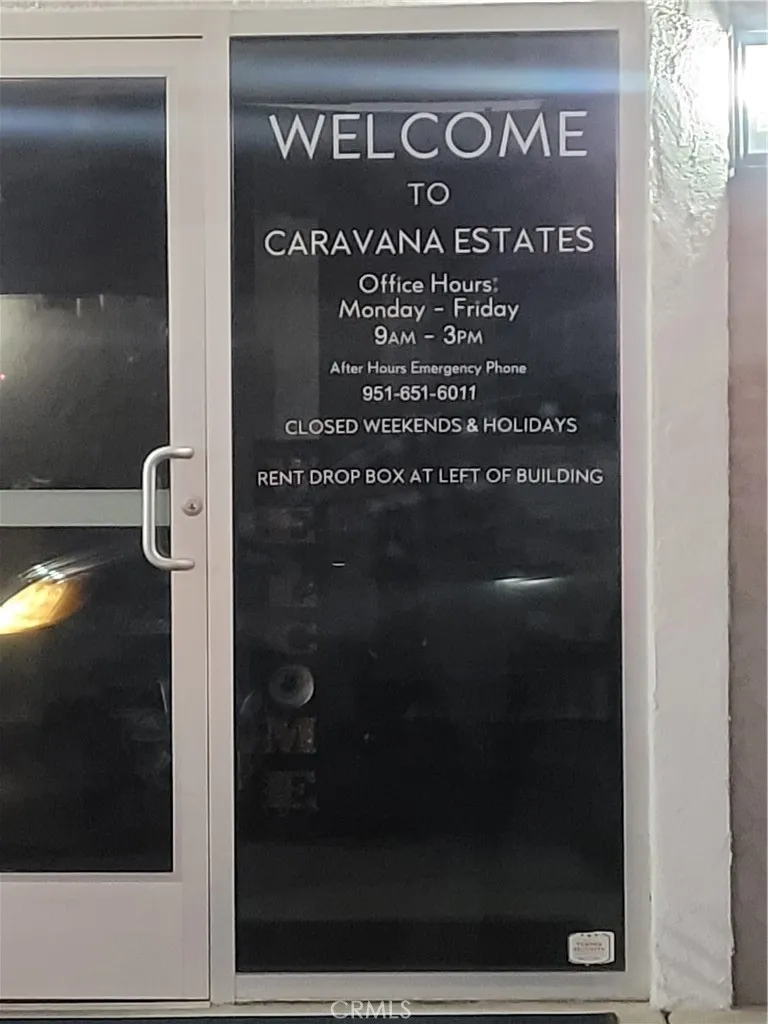 WELCOME
TO
CARAVANA ESTATES
Office Hours:
Monday - Friday
9AM - 3PM
After Hours Emergency Phone
951-651-6011
CLOSED WEEKENDS & HOLIDAYS
RENT DROP BOX AT LEFT OF BUILDING
WELCOME
CRMLS